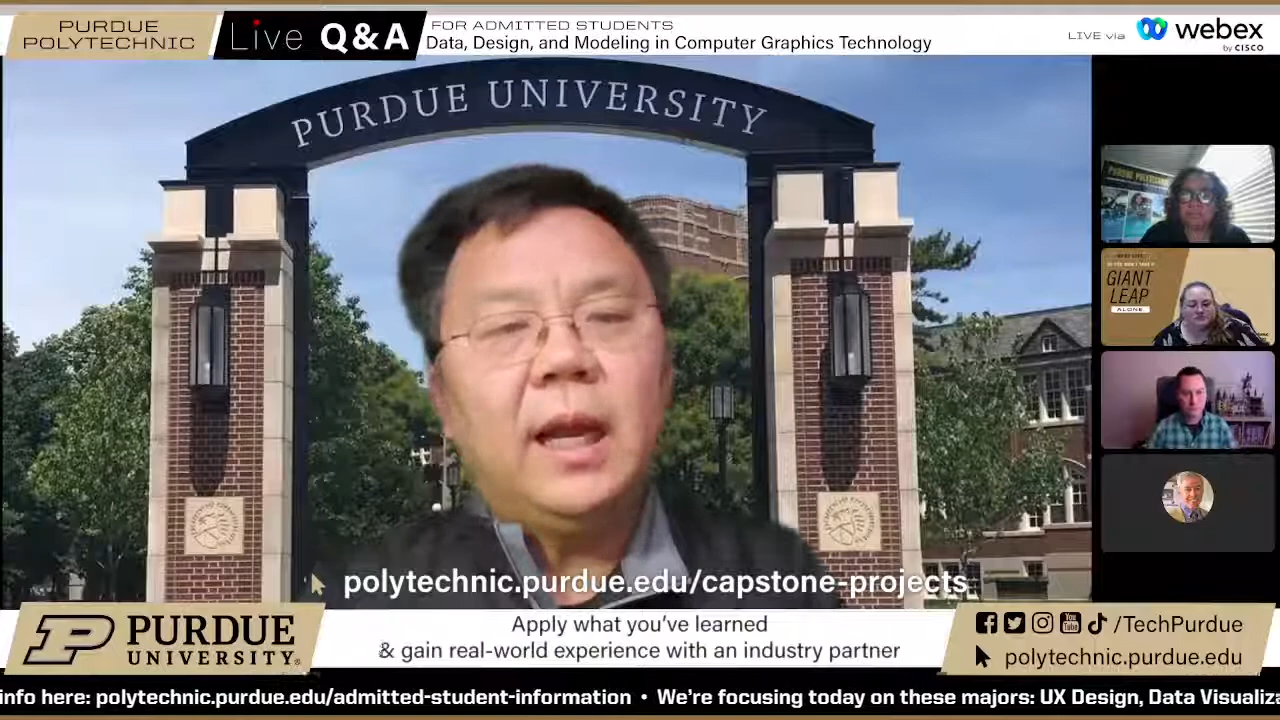 PURDUE
POLYTECHNIC
Live Q&A
FOR ADMITTED STUDENTS
Data, Design, and Modeling in Computer Graphics Technology
LIVE via webex
by CISCO
PURDUE UNIVERSITY
PURDUE POLYTECHNIC
GIANT
LEAP
ALONE.
polytechnic.purdue.edu/capstone-projects
Apply what you've learned
& gain real-world experience with an industry partner
P PURDUE
UNIVERSITY®
/TechPurdue
polytechnic.purdue.edu
info here: polytechnic.purdue.edu/admitted-student-information • We're focusing today on these majors: UX Design, Data Visualiza